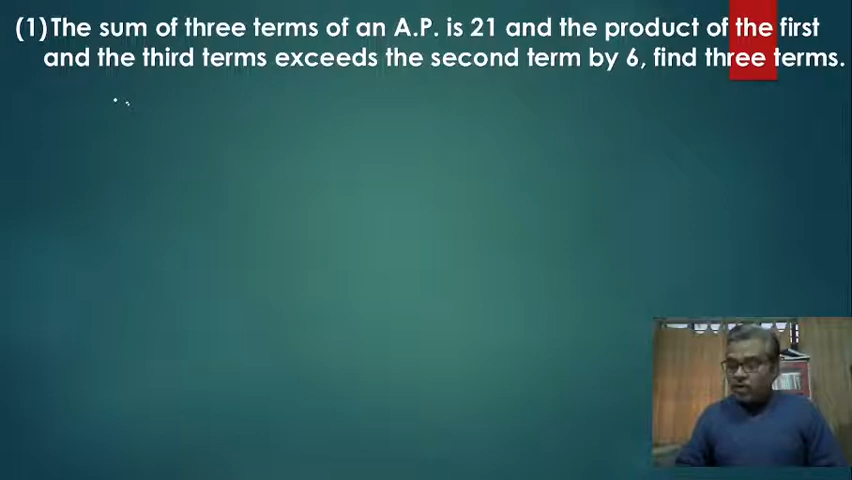 (1)The sum of three terms of an A.P. is 21 and the product of the first
and the third terms exceeds the second term by 6, find three terms.